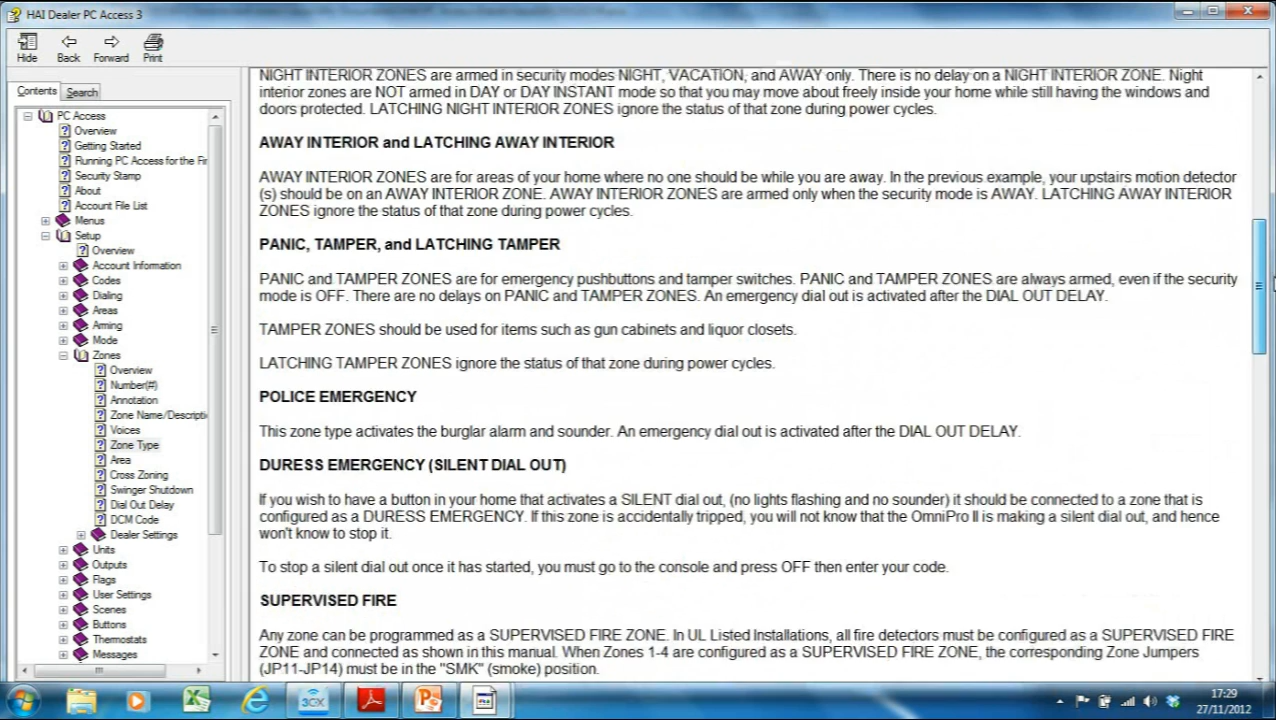 HAI Dealer PC Access 3
Hide
Back
Forward
Print
Contents
Search
PC Access
Overview
Getting Started
Running PC Access for the Fir
Security Stamp
About
Account File List
Menus
Setup
Overview
Account Information
Codes
Dialing
Areas
Arming
Mode
Zones
Overview
Number(#)
Annotation
Zone Name/Descripti
Voices
Zone Type
Area
Cross Zoning
Swinger Shutdown
Dial Out Delay
DCM Code
Dealer Settings
Units
Outputs
Flags
User Settings
Scenes
Buttons
Thermostats
Messages
NIGHT INTERIOR ZONES are armed in security modes NIGHT, VACATION, and AWAY only. There is no delay on a NIGHT INTERIOR ZONE. Night
interior zones are NOT armed in DAY or DAY INSTANT mode so that you may move about freely inside your home while still having the windows and
doors protected. LATCHING NIGHT INTERIOR ZONES ignore the status of that zone during power cycles.
AWAY INTERIOR and LATCHING AWAY INTERIOR
AWAY INTERIOR ZONES are for areas of your home where no one should be while you are away. In the previous example, your upstairs motion detector
(s) should be on an AWAY INTERIOR ZONE. AWAY INTERIOR ZONES are armed only when the security mode is AWAY. LATCHING AWAY INTERIOR
ZONES ignore the status of that zone during power cycles.
PANIC, TAMPER, and LATCHING TAMPER
PANIC and TAMPER ZONES are for emergency pushbuttons and tamper switches. PANIC and TAMPER ZONES are always armed, even if the security
mode is OFF. There are no delays on PANIC and TAMPER ZONES. An emergency dial out is activated after the DIAL OUT DELAY.
TAMPER ZONES should be used for items such as gun cabinets and liquor closets.
LATCHING TAMPER ZONES ignore the status of that zone during power cycles.
POLICE EMERGENCY
This zone type activates the burglar alarm and sounder. An emergency dial out is activated after the DIAL OUT DELAY.
DURESS EMERGENCY (SILENT DIAL OUT)
If you wish to have a button in your home that activates a SILENT dial out, (no lights flashing and no sounder) it should be connected to a zone that is
configured as a DURESS EMERGENCY. If this zone is accidentally tripped, you will not know that the OmniPro II is making a silent dial out, and hence
won't know to stop it.
To stop a silent dial out once it has started, you must go to the console and press OFF then enter your code.
SUPERVISED FIRE
Any zone can be programmed as a SUPERVISED FIRE ZONE. In UL Listed Installations, all fire detectors must be configured as a SUPERVISED FIRE
ZONE and connected as shown in this manual. When Zones 1-4 are configured as a SUPERVISED FIRE ZONE, the corresponding Zone Jumpers
(JP11-JP14) must be in the "SMK" (smoke) position.
3CX
17:29
27/11/2012